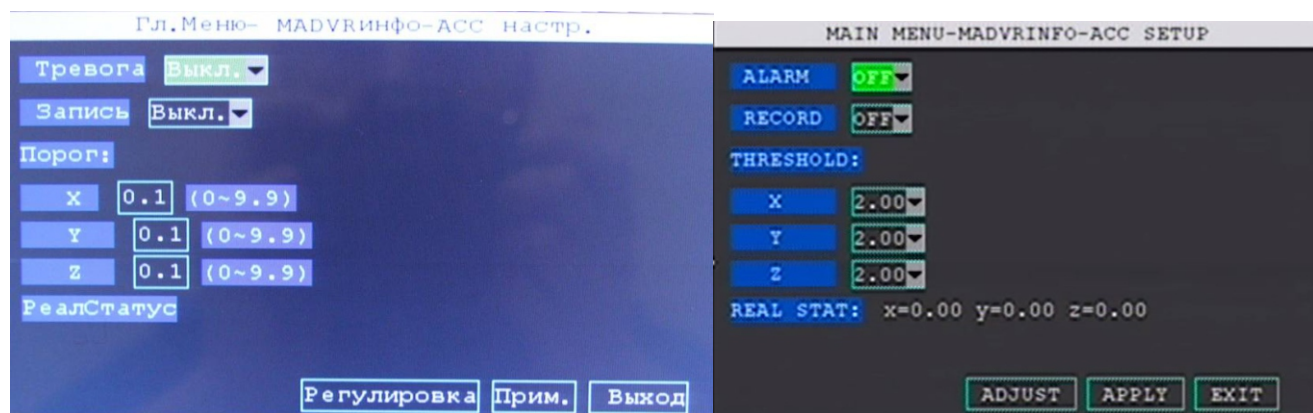 Гл.Меню- MADVRинфо-ACC настр.
Тревога Выкл.
Запись Выкл.
Порог:
X 0.1 (0~9.9)
Y 0.1 (0~9.9)
Z 0.1 (0~9.9)
РеалСтатус
Регулировка Прим. Выход
MAIN MENU-MADVRINFO-ACC SETUP
ALARM OFF
RECORD OFF
THRESHOLD:
X 2.00
Y 2.00
Z 2.00
REAL STAT: x=0.00 y=0.00 z=0.00
ADJUST APPLY EXIT